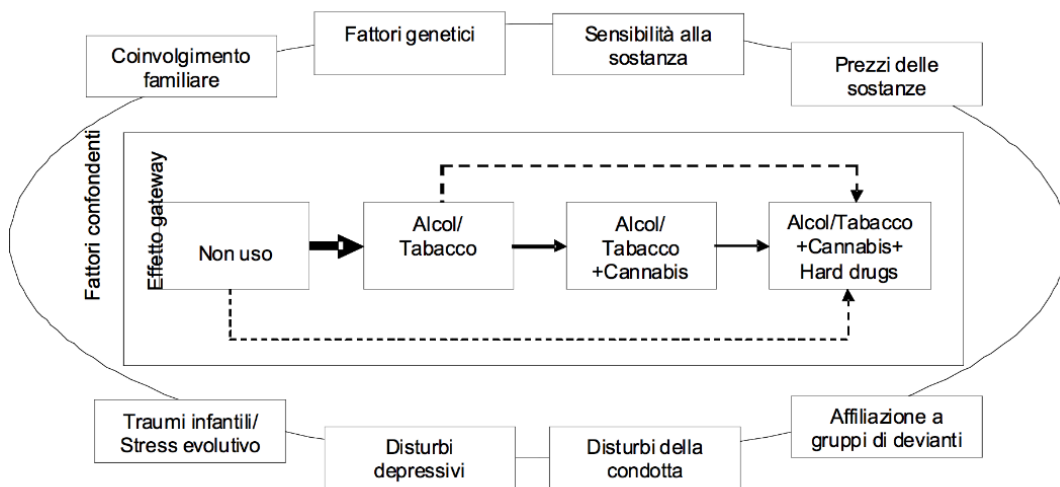 Fattori genetici
Sensibilità alla
sostanza
Coinvolgimento
familiare
Prezzi delle
sostanze
Fattori confondenti
Effetto gateway
Non uso
Alcol/
Tabacco
Alcol/
Tabacco
+Cannabis
Alcol/Tabacco
+Cannabis+
Hard drugs
Traumi infantili/
Stress evolutivo
Disturbi
depressivi
Disturbi della
condotta
Affiliazione a
gruppi di devianti